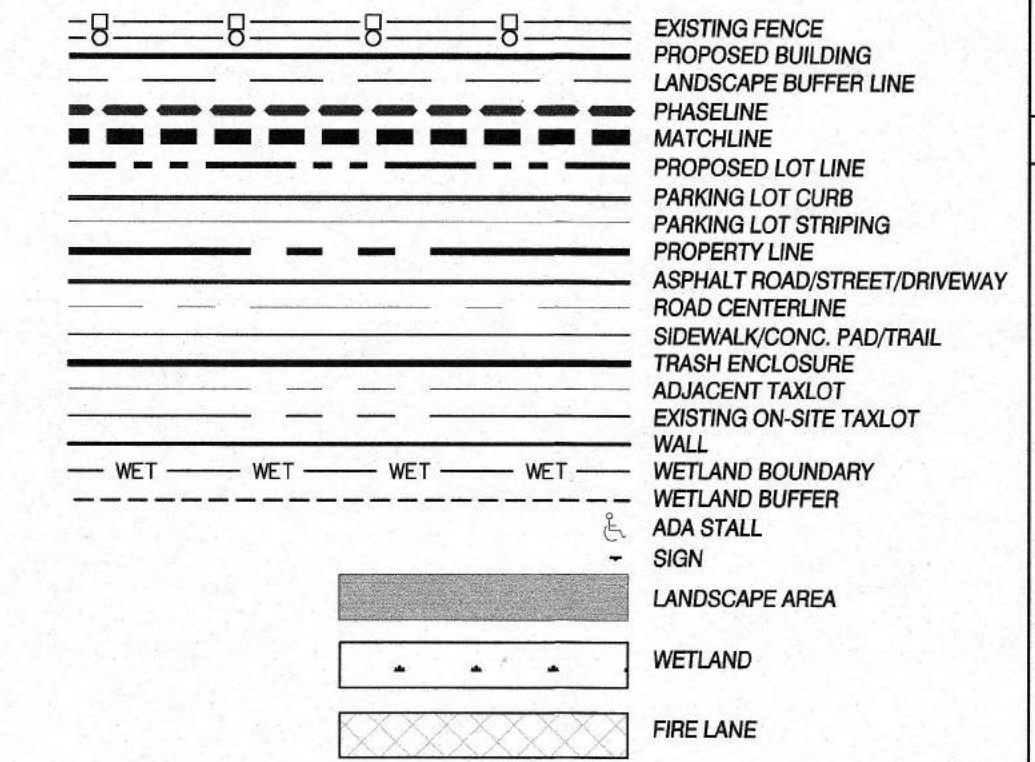 EXISTING FENCE
PROPOSED BUILDING
LANDSCAPE BUFFER LINE
PHASELINE
MATCHLINE
PROPOSED LOT LINE
PARKING LOT CURB
PARKING LOT STRIPING
PROPERTY LINE
ASPHALT ROAD/STREET/DRIVEWAY
ROAD CENTERLINE
SIDEWALK/CONC. PAD/TRAIL
TRASH ENCLOSURE
ADJACENT TAXLOT
EXISTING ON-SITE TAXLOT
WALL
WET WET WET WET WETLAND BOUNDARY
WETLAND BUFFER
ADA STALL
SIGN
LANDSCAPE AREA
WETLAND
FIRE LANE